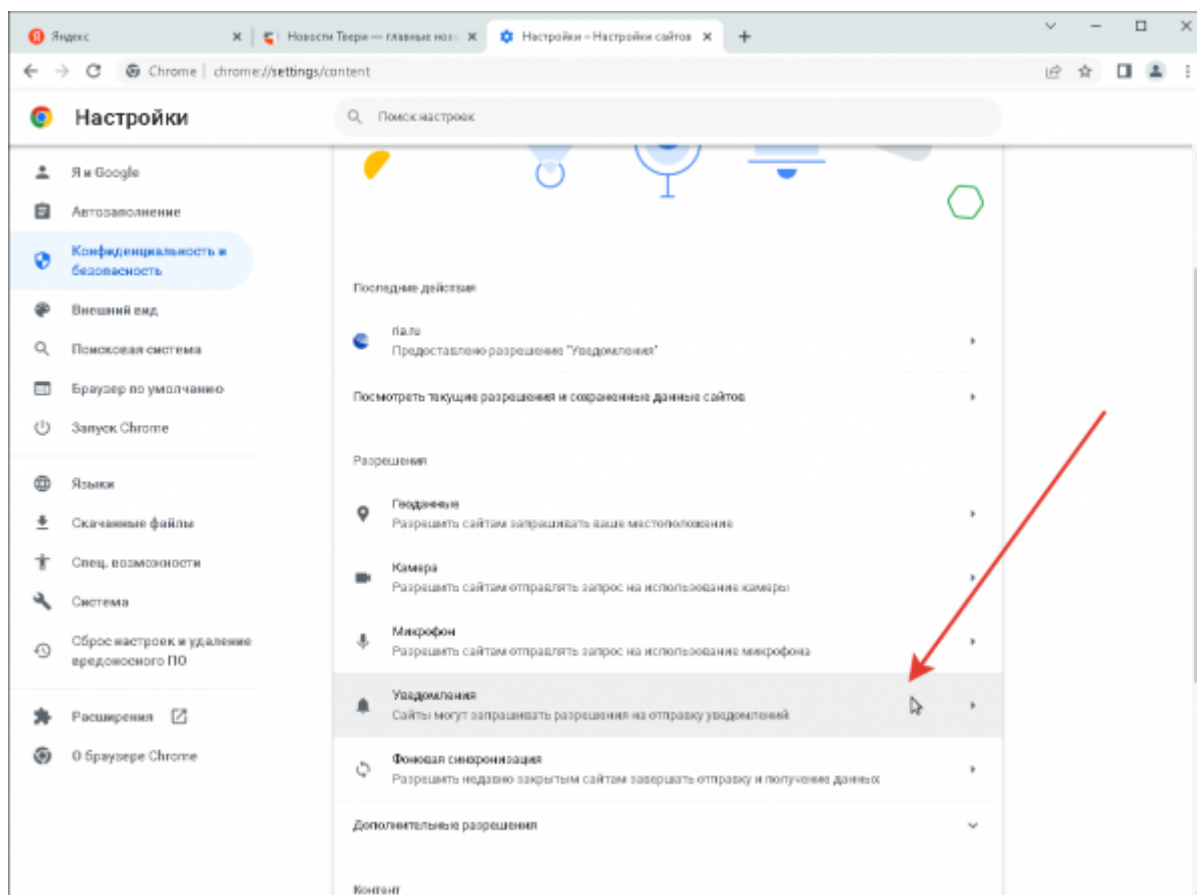 Яндекс
Новости Твери — главные нов
Настройки – Настройки сайтов
Chrome | chrome://settings/content
Настройки
Поиск настроек
Я и Google
Автозаполнение
Конфиденциальность и
безопасность
Внешний вид
Поисковая система
Браузер по умолчанию
Запуск Chrome
Языки
Скачанные файлы
Спец. возможности
Система
Сброс настроек и удаление
вредоносного ПО
Расширения
О браузере Chrome
Последние действия
ria.ru
Предоставлено разрешение "Уведомления"
Посмотреть текущие разрешения и сохраненные данные сайтов
Разрешения
Геоданные
Разрешить сайтам запрашивать ваше местоположение
Камера
Разрешить сайтам отправлять запрос на использование камеры
Микрофон
Разрешить сайтам отправлять запрос на использование микрофона
Уведомления
Сайты могут запрашивать разрешения на отправку уведомлений
Фоновая синхронизация
Разрешить недавно закрытым сайтам завершать отправку и получение данных
Дополнительные разрешения
Контент